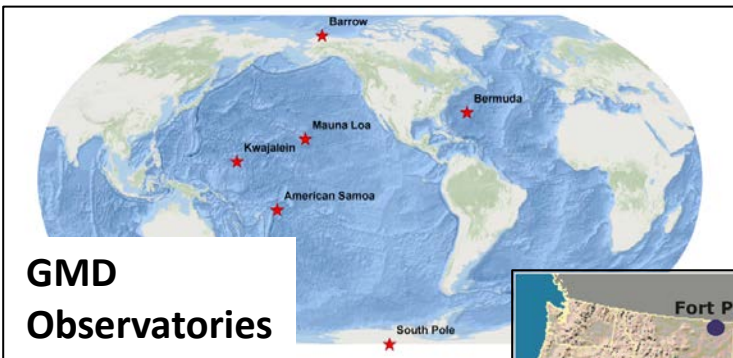 Barrow
Bermuda
Mauna Loa
Kwajalein
American Samoa
GMD
Observatories
South Pole
Fort P